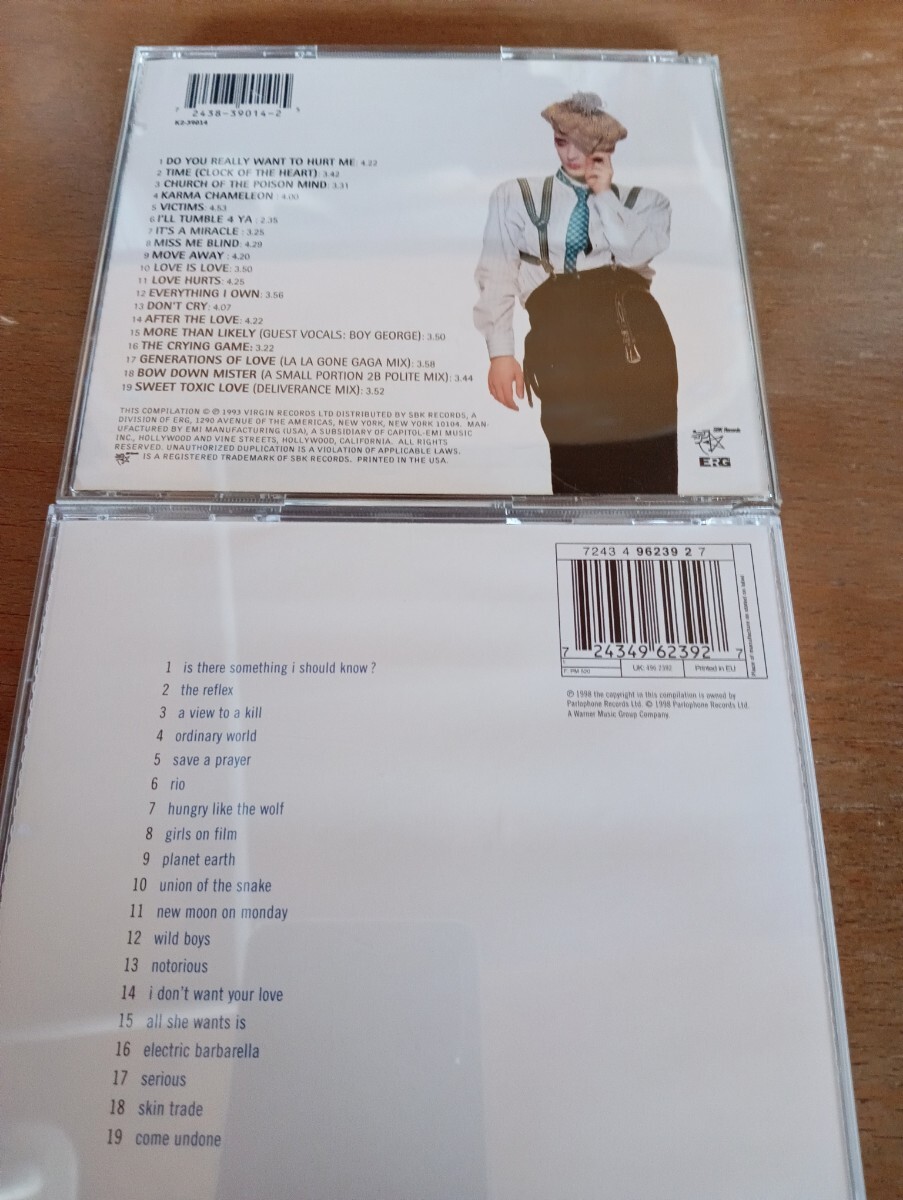 7 2438-39014-2 5
K2-39014
1 DO YOU REALLY WANT TO HURT ME: 4.22
2 TIME (CLOCK OF THE HEART): 3.42
3 CHURCH OF THE POISON MIND: 3.31
4 KARMA CHAMELEON : 4.00
5 VICTIMS: 4.53
6 I'LL TUMBLE 4 YA : 2.35
7 IT'S A MIRACLE : 3.25
8 MISS ME BLIND: 4.29
9 MOVE AWAY : 4.20
10 LOVE IS LOVE: 3.50
11 LOVE HURTS: 4.25
12 EVERYTHING I OWN: 3.56
13 DON'T CRY: 4.07
14 AFTER THE LOVE: 4.22
15 MORE THAN LIKELY (GUEST VOCALS: BOY GEORGE): 3.50
16 THE CRYING GAME: 3.22
17 GENERATIONS OF LOVE (LA LA GONE GAGA MIX): 3.58
18 BOW DOWN MISTER (A SMALL PORTION 2B POLITE MIX): 3.44
19 SWEET TOXIC LOVE (DELIVERANCE MIX): 3.52
THIS COMPILATION © ℗ 1993 VIRGIN RECORDS LTD DISTRIBUTED BY SBK RECORDS, A
DIVISION OF ERG, 1290 AVENUE OF THE AMERICAS, NEW YORK, NEW YORK 10104. MAN-
UFACTURED BY EMI MANUFACTURING (USA), A SUBSIDIARY OF CAPITOL-EMI MUSIC
INC., HOLLYWOOD AND VINE STREETS, HOLLYWOOD, CALIFORNIA. ALL RIGHTS
RESERVED. UNAUTHORIZED DUPLICATION IS A VIOLATION OF APPLICABLE LAWS.
IS A REGISTERED TRADEMARK OF SBK RECORDS. PRINTED IN THE USA.
SBK Records
ERG
7243 4 96239 2 7
7 24349 62392 7
UK: 496 2392
Printed in EU
℗ 1998 the copyright in this compilation is owned by
Parlophone Records Ltd. © 1998 Parlophone Records Ltd.
A Warner Music Group Company.
1 is there something i should know ?
2 the reflex
3 a view to a kill
4 ordinary world
5 save a prayer
6 rio
7 hungry like the wolf
8 girls on film
9 planet earth
10 union of the snake
11 new moon on monday
12 wild boys
13 notorious
14 i don't want your love
15 all she wants is
16 electric barbarella
17 serious
18 skin trade
19 come undone